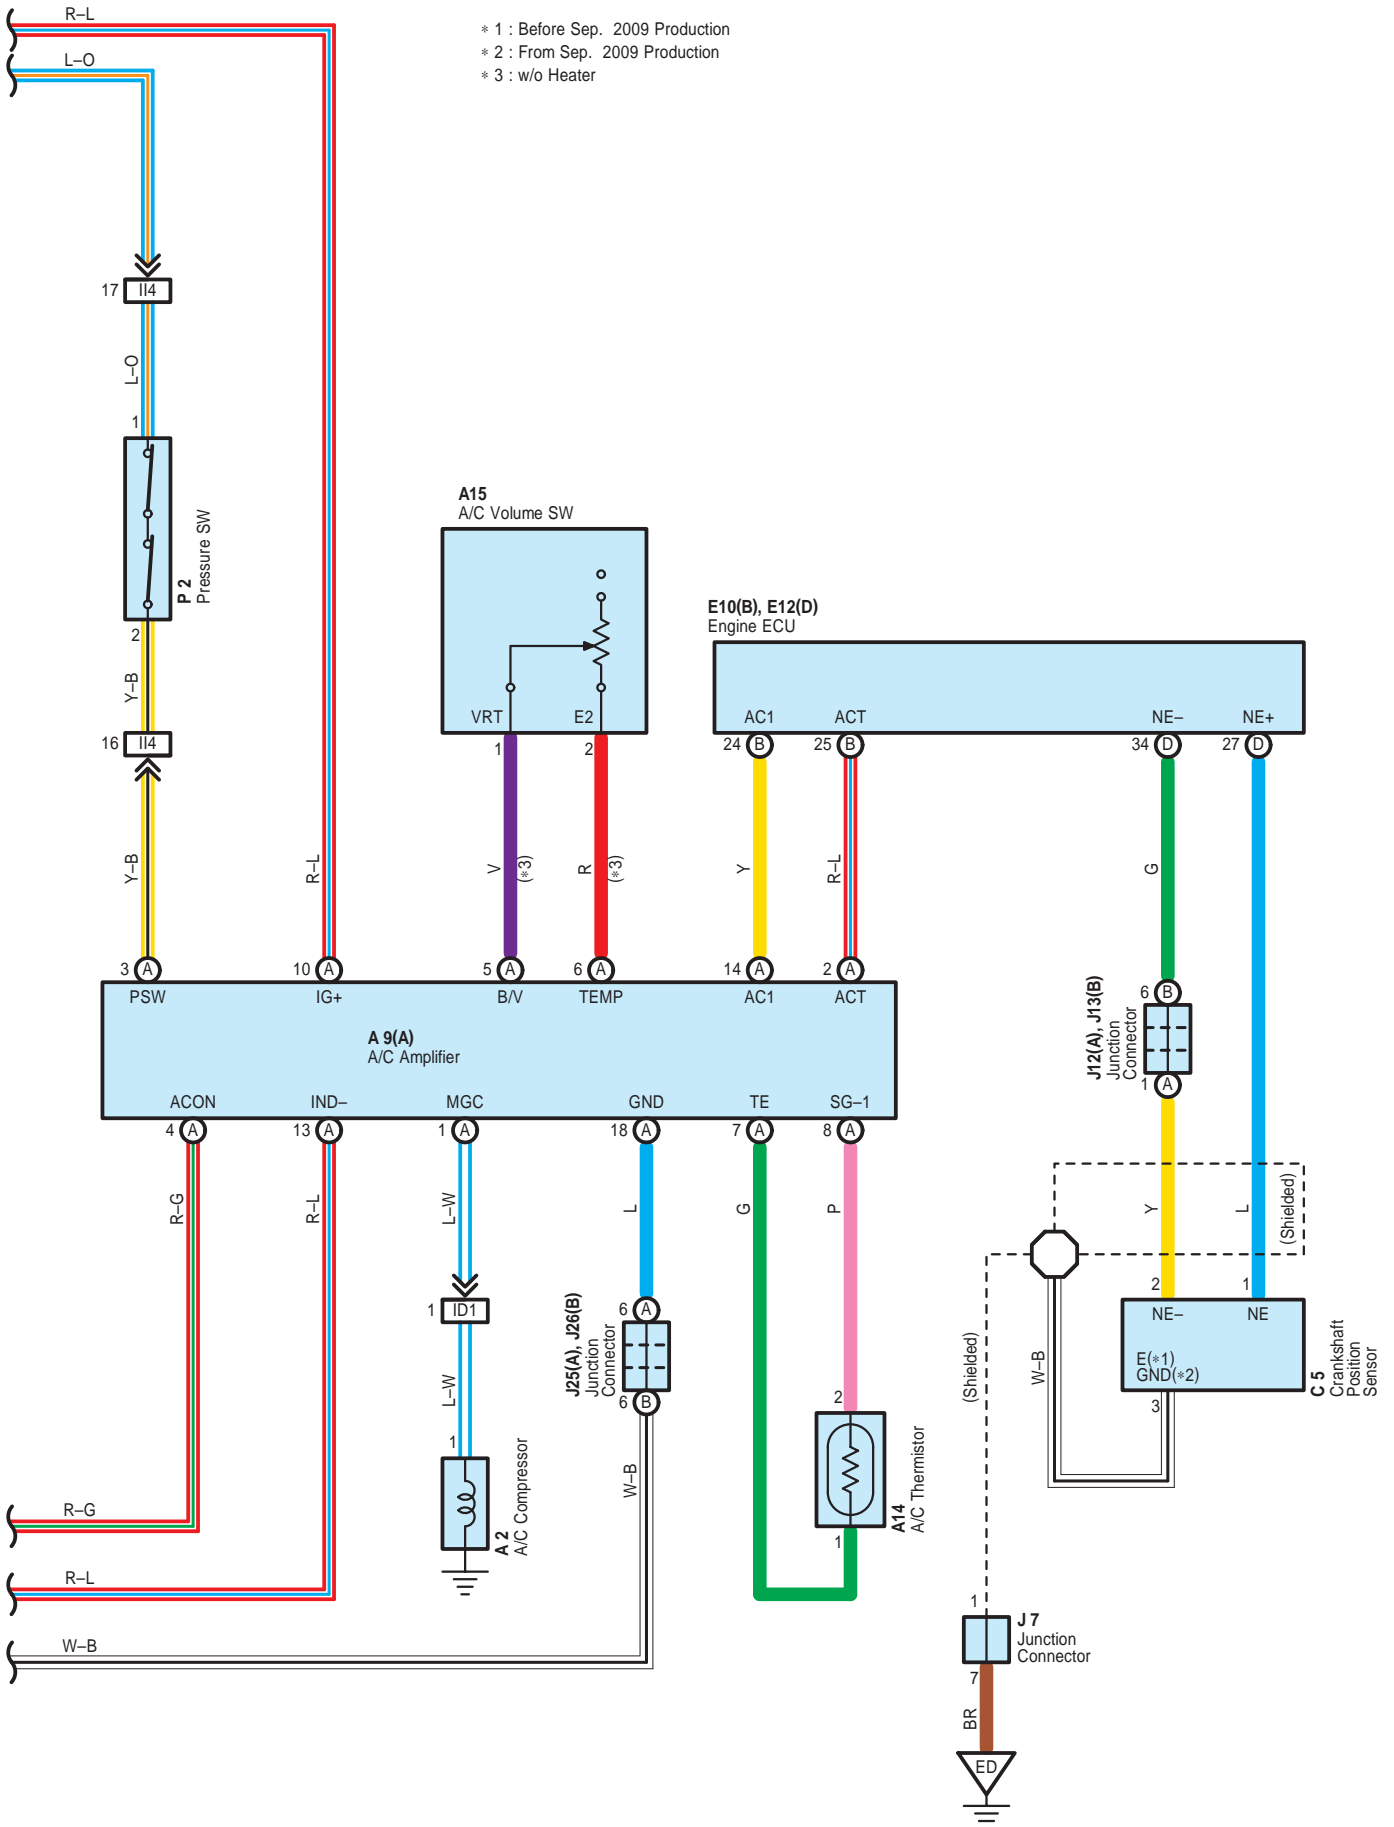 R–L
∗ 1 : Before Sep. 2009 Production
L–O
∗ 2 : From Sep. 2009 Production
∗ 3 : w/o Heater
17 II4
L–O
1
P 2
Pressure SW
2
Y–B
16 II4
Y–B
R–L
A15
A/C Volume SW
VRT E2
1 2
V
(∗3)
R
(∗3)
E10(B), E12(D)
Engine ECU
AC1 ACT NE– NE+
24 B 25 B 34 D 27 D
Y
R–L
G
3 A 10 A 5 A 6 A 14 A 2 A
PSW IG+ B/V TEMP AC1 ACT
A 9(A)
A/C Amplifier
ACON IND– MGC GND TE SG–1
4 A 13 A 1 A 18 A 7 A 8 A
6 B
J12(A), J13(B)
Junction
Connector
1 A
R–G
R–L
L–W
L
G
P
Y
L
(Shielded)
1 ID1
6 A
J25(A), J26(B)
Junction
Connector
6 B
L–W
1
A 2
A/C Compressor
W–B
2
A14
A/C Thermistor
1
(Shielded)
W–B
2 1
NE– NE
E(∗1)
GND(∗2)
3
C 5
Crankshaft
Position
Sensor
R–G
R–L
W–B
1
J 7
Junction
Connector
7
BR
ED